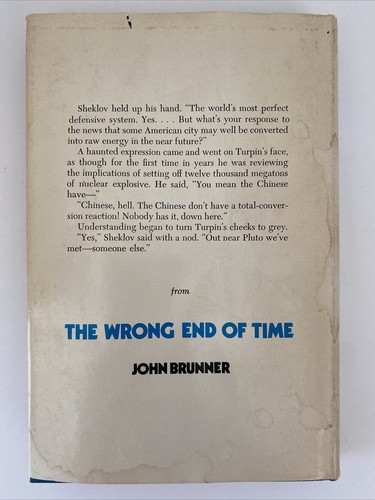 Sheklov held up his hand. "The world's most perfect
defensive system. Yes. . . . But what's your response to
the news that some American city may well be converted
into raw energy in the near future?"
A haunted expression came and went on Turpin's face,
as though for the first time in years he was reviewing
the implications of setting off twelve thousand megatons
of nuclear explosive. He said, "You mean the Chinese
have—"
"Chinese, hell. The Chinese don't have a total-conver-
sion reaction! Nobody has it, down here."
Understanding began to turn Turpin's cheeks to grey.
"Yes," Sheklov said with a nod. "Out near Pluto we've
met—someone else."
from
THE WRONG END OF TIME
JOHN BRUNNER